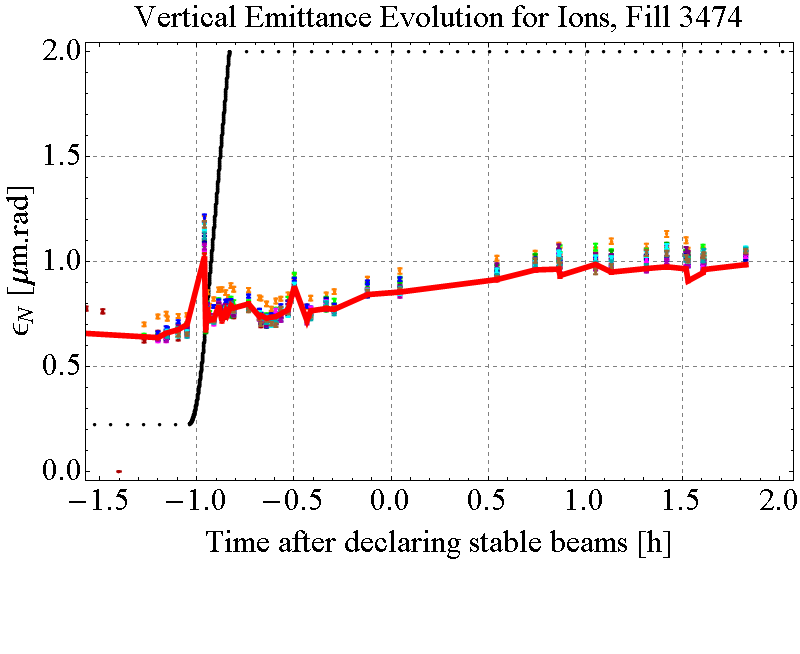 Vertical Emittance Evolution for Ions, Fill 3474
ϵN [μm.rad]
2.0
1.5
1.0
0.5
0.0
−1.5 −1.0 −0.5 0.0 0.5 1.0 1.5 2.0
Time after declaring stable beams [h]